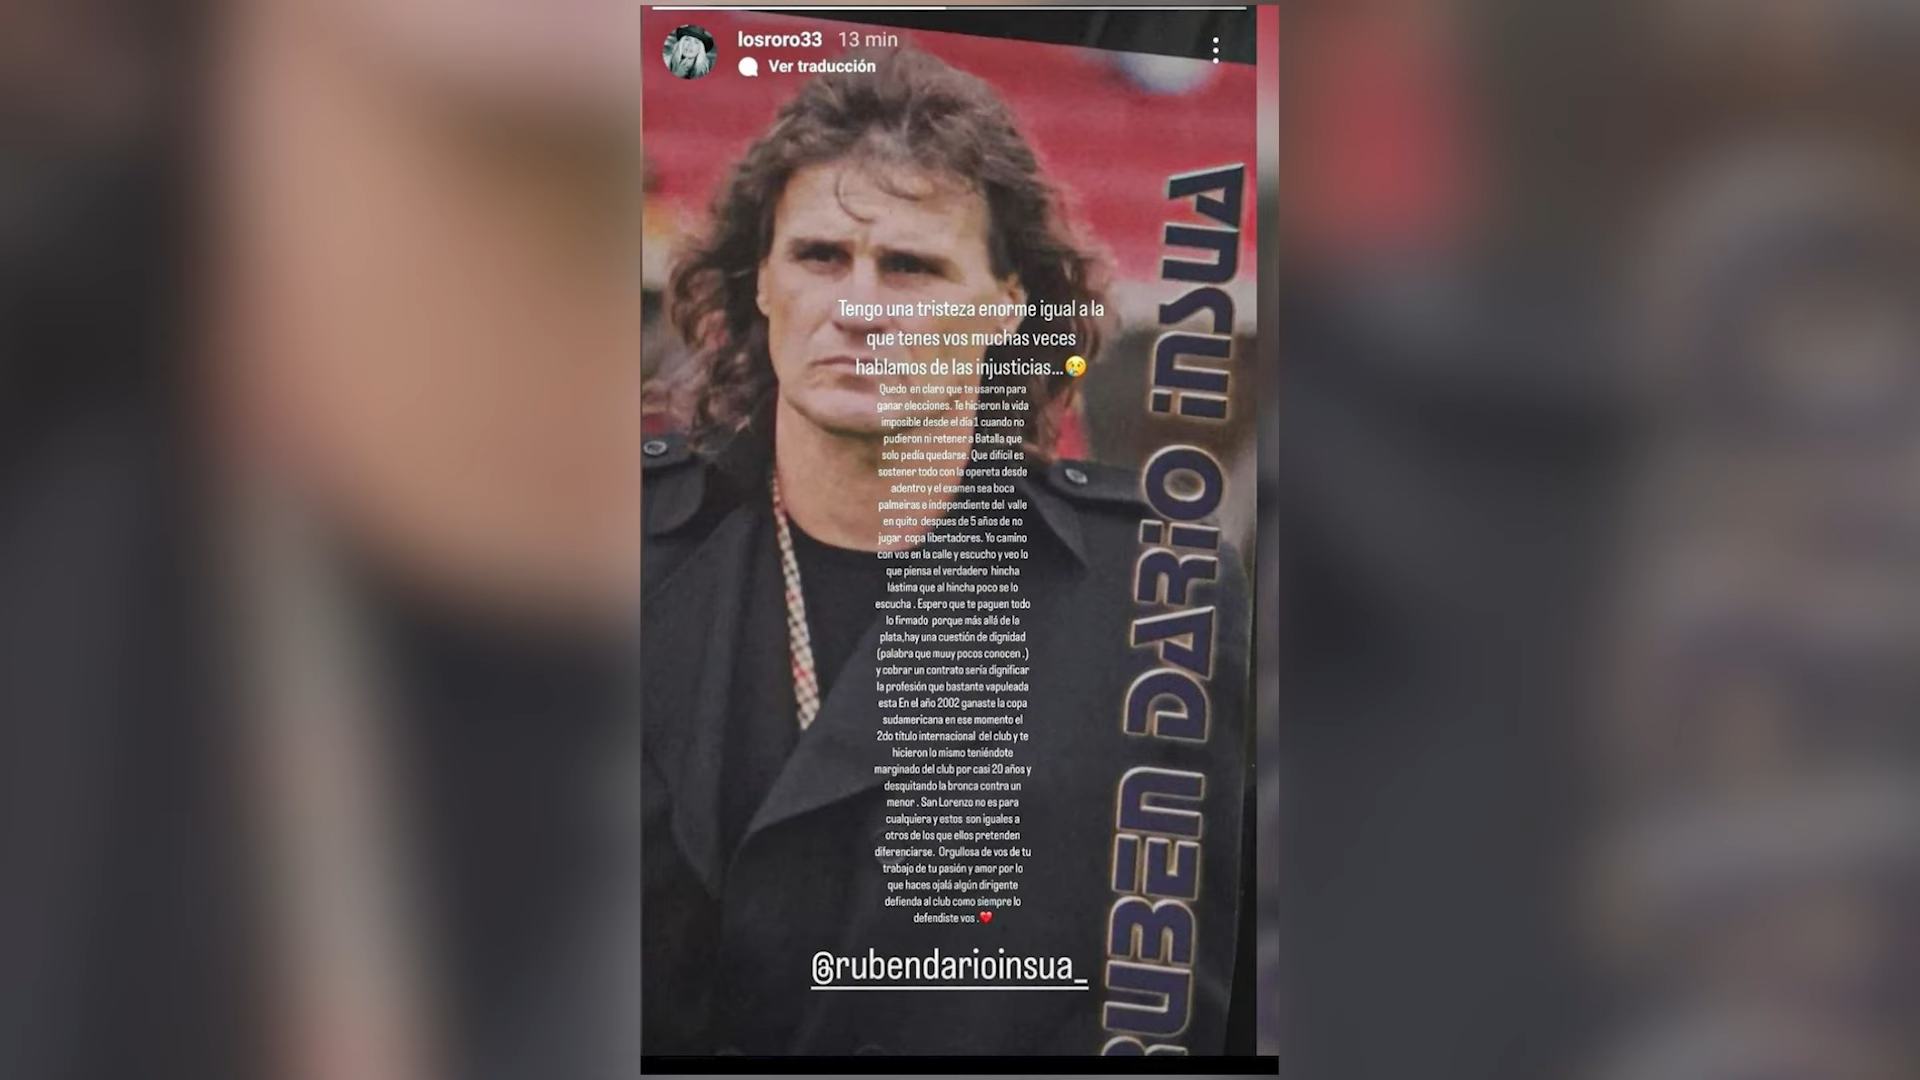 losroro33 13 min
Ver traducción
Tengo una tristeza enorme igual a la
que tenes vos muchas veces
hablamos de las injusticias...😢
Quedo en claro que te usaron para
ganar elecciones. Te hicieron la vida
imposible desde el día 1 cuando no
pudieron ni retener a Batalla que
solo pedía quedarse. Que difícil es
sostener todo con la opereta desde
adentro y el examen sea boca
palmeiras e independiente del valle
en quito despues de 5 años de no
jugar copa libertadores. Yo camino
con vos en la calle y escucho y veo lo
que piensa el verdadero hincha
lástima que al hincha poco se lo
escucha . Espero que te paguen todo
lo firmado porque más allá de la
plata,hay una cuestión de dignidad
(palabra que muuy pocos conocen .)
y cobrar un contrato sería dignificar
la profesión que bastante vapuleada
esta En el año 2002 ganaste la copa
sudamericana en ese momento el
2do título internacional del club y te
hicieron lo mismo teniéndote
marginado del club por casi 20 años y
desquitando la bronca contra un
menor . San Lorenzo no es para
cualquiera y estos son iguales a
otros de los que ellos pretenden
diferenciarse. Orgullosa de vos de tu
trabajo de tu pasión y amor por lo
que haces ojalá algún dirigente
defienda al club como siempre lo
defendiste vos .❤️
@rubendarioinsua_
RUBEN DARIO INSUA